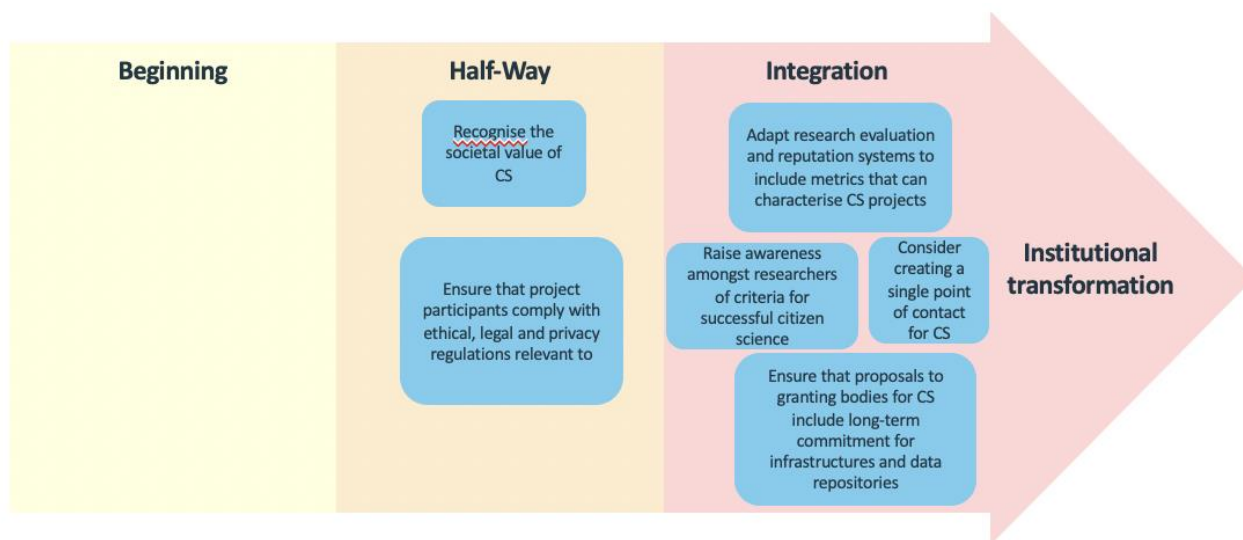 Beginning
Half-Way
Recognise the
societal value of
CS
Ensure that project
participants comply with
ethical, legal and privacy
regulations relevant to
Integration
Adapt research evaluation
and reputation systems to
include metrics that can
characterise CS projects
Raise awareness
amongst researchers
of criteria for
successful citizen
science
Consider
creating a
single point
of contact
for CS
Ensure that proposals to
granting bodies for CS
include long-term
commitment for
infrastructures and data
repositories
Institutional
transformation